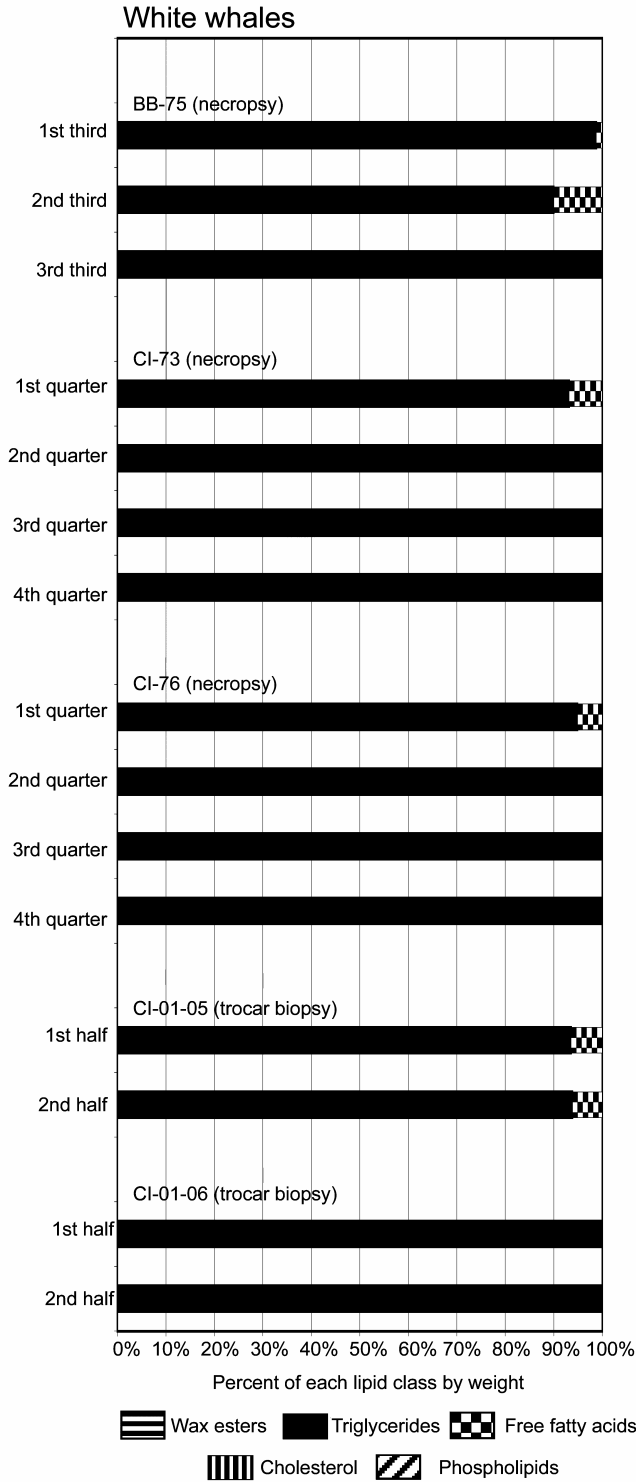 White whales
BB-75 (necropsy)
1st third
2nd third
3rd third
CI-73 (necropsy)
1st quarter
2nd quarter
3rd quarter
4th quarter
CI-76 (necropsy)
1st quarter
2nd quarter
3rd quarter
4th quarter
CI-01-05 (trocar biopsy)
1st half
2nd half
CI-01-06 (trocar biopsy)
1st half
2nd half
0% 10% 20% 30% 40% 50% 60% 70% 80% 90% 100%
Percent of each lipid class by weight
Wax esters Triglycerides Free fatty acids
Cholesterol Phospholipids